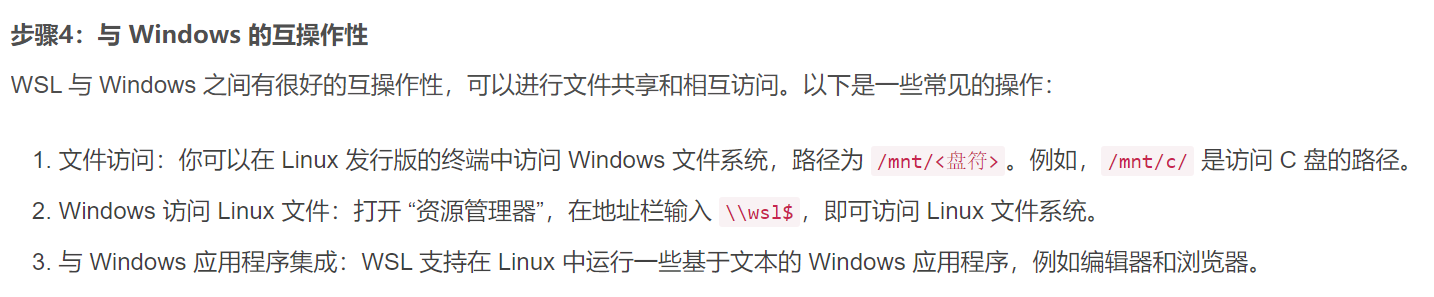 步骤4：与 Windows 的互操作性
WSL 与 Windows 之间有很好的互操作性，可以进行文件共享和相互访问。以下是一些常见的操作：
1. 文件访问：你可以在 Linux 发行版的终端中访问 Windows 文件系统，路径为 /mnt/<盘符>。例如，/mnt/c/ 是访问 C 盘的路径。
2. Windows 访问 Linux 文件：打开 “资源管理器”，在地址栏输入 \\wsl$，即可访问 Linux 文件系统。
3. 与 Windows 应用程序集成：WSL 支持在 Linux 中运行一些基于文本的 Windows 应用程序，例如编辑器和浏览器。